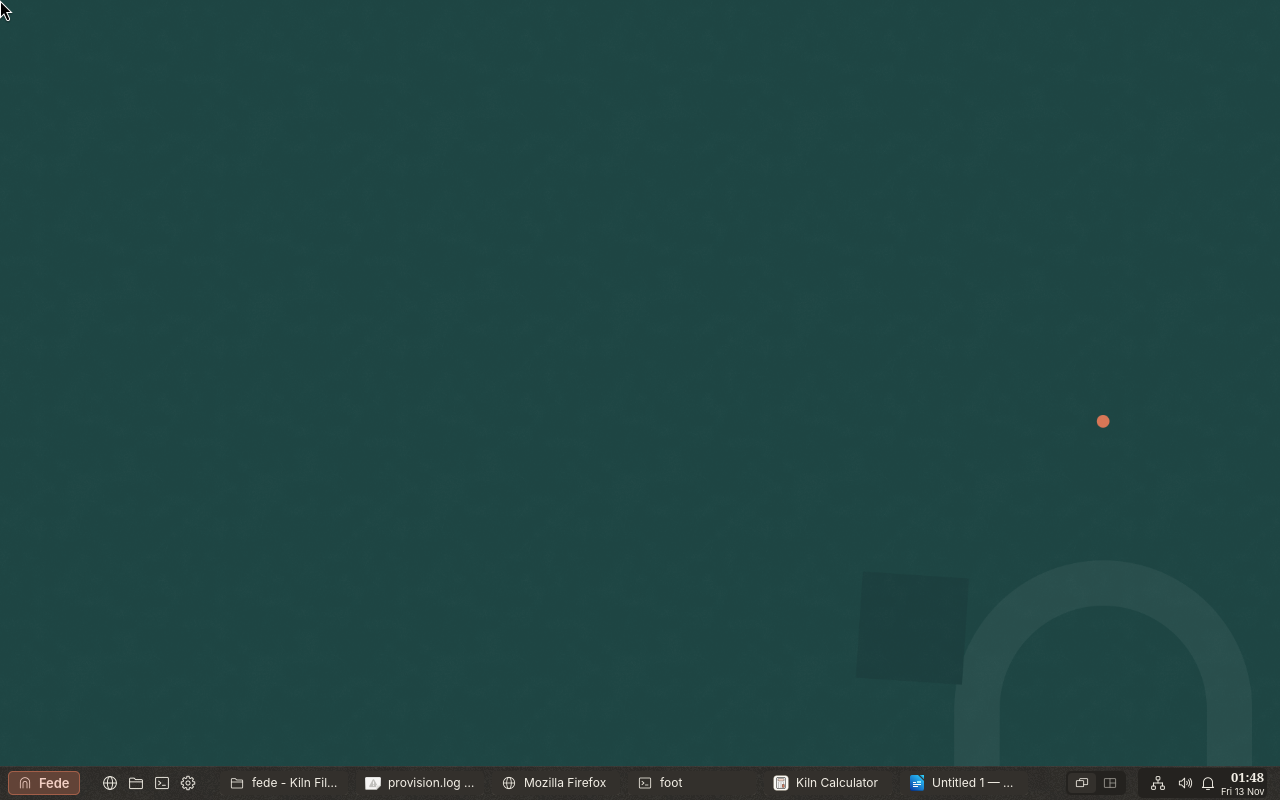 Fede
fede - Kiln Fil...
provision.log ...
Mozilla Firefox
foot
Kiln Calculator
Untitled 1 — ...
01:48
Fri 13 Nov